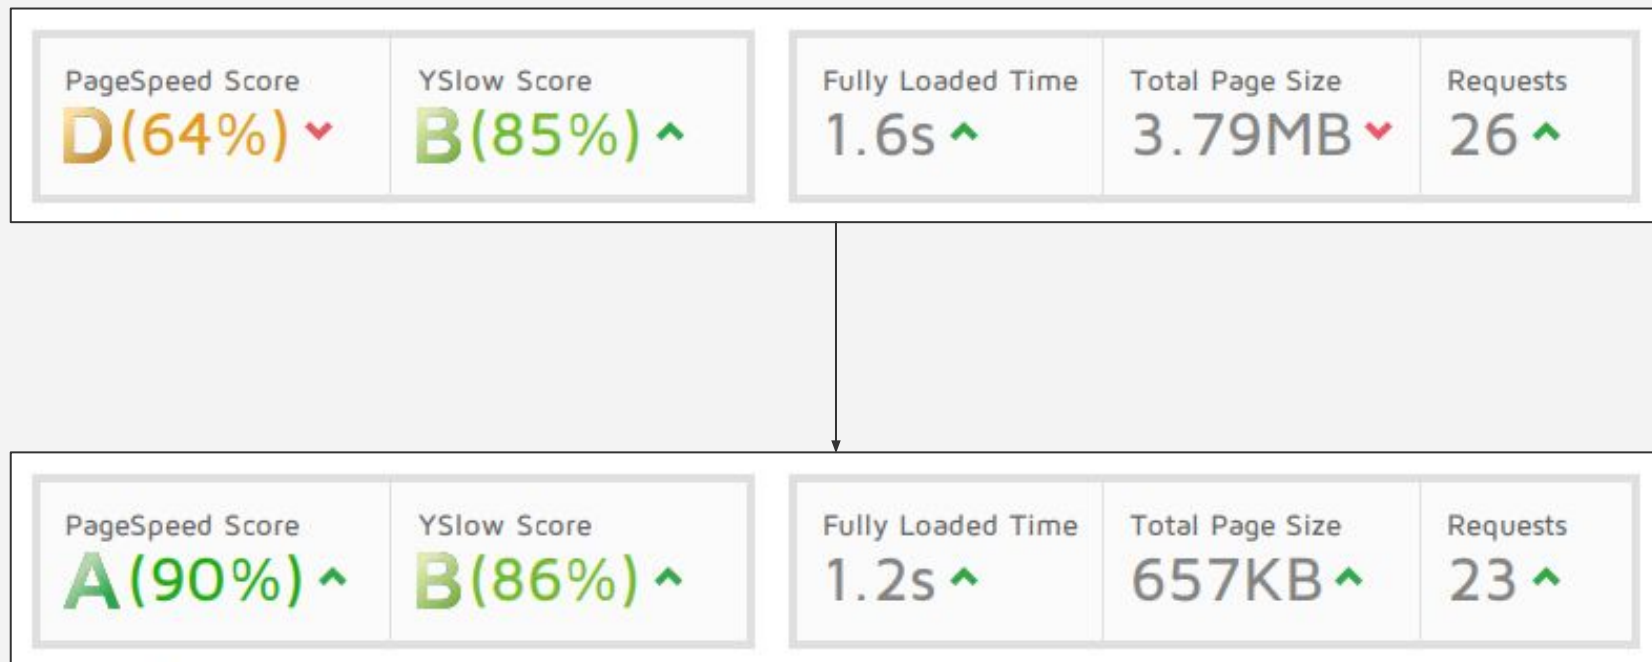 PageSpeed Score YSlow Score Fully Loaded Time Total Page Size Requests
D(64%) B(85%) 1.6s 3.79MB 26
PageSpeed Score YSlow Score Fully Loaded Time Total Page Size Requests
A(90%) B(86%) 1.2s 657KB 23